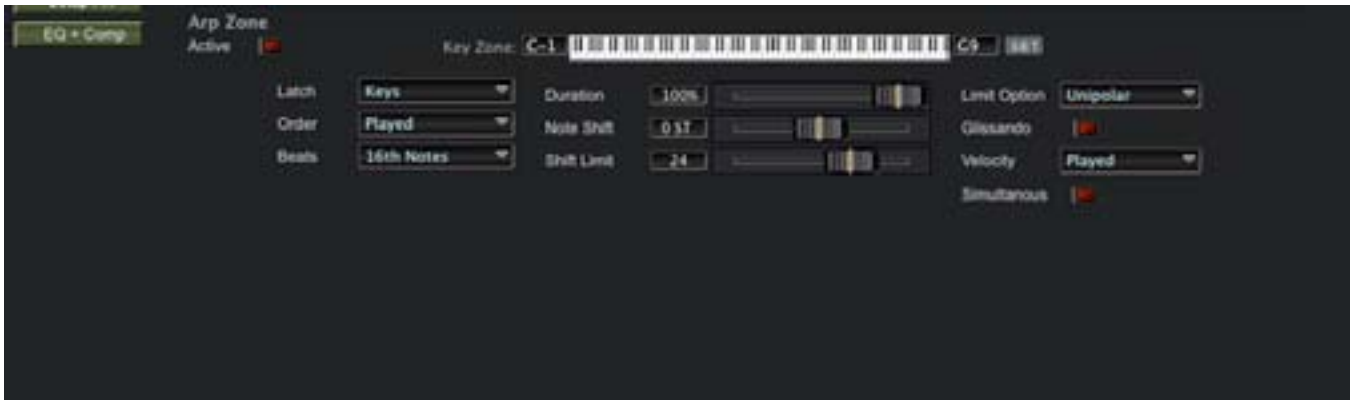 EQ + Comp
Arp Zone
Active
Key Zone: C-1 C9 SET
Latch Keys Duration 100% Limit Option Unipolar
Order Played Note Shift 0 ST Glissando
Beats 16th Notes Shift Limit 24 Velocity Played
Simultanous